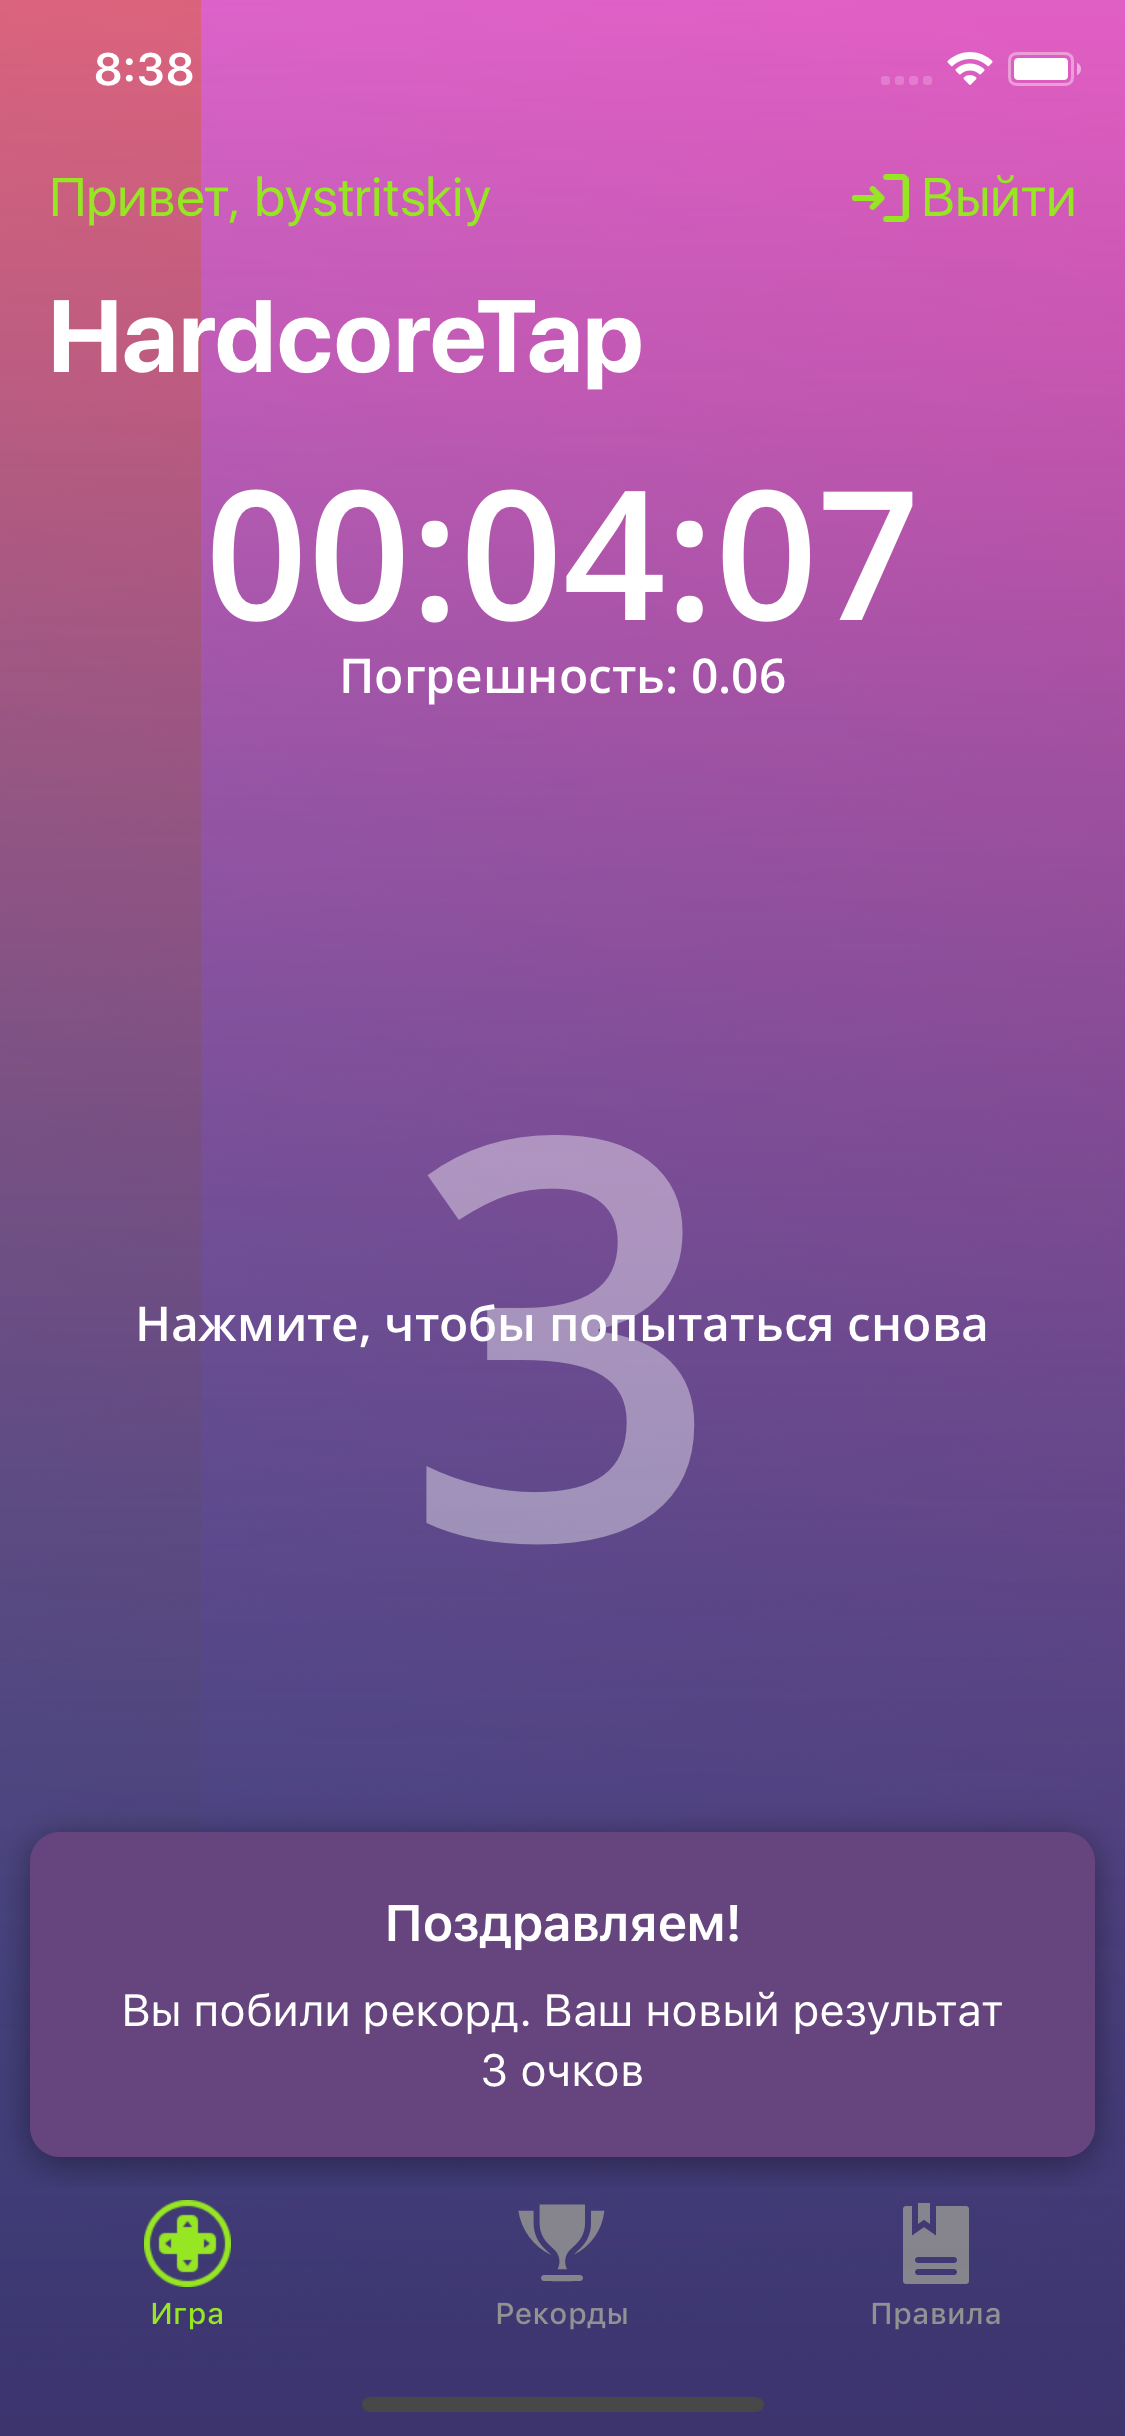 8:38
Привет, bystritskiy
Выйти
HardcoreTap
00:04:07
Погрешность: 0.06
3
Нажмите, чтобы попытаться снова
Поздравляем!
Вы побили рекорд. Ваш новый результат
3 очков
Игра
Рекорды
Правила